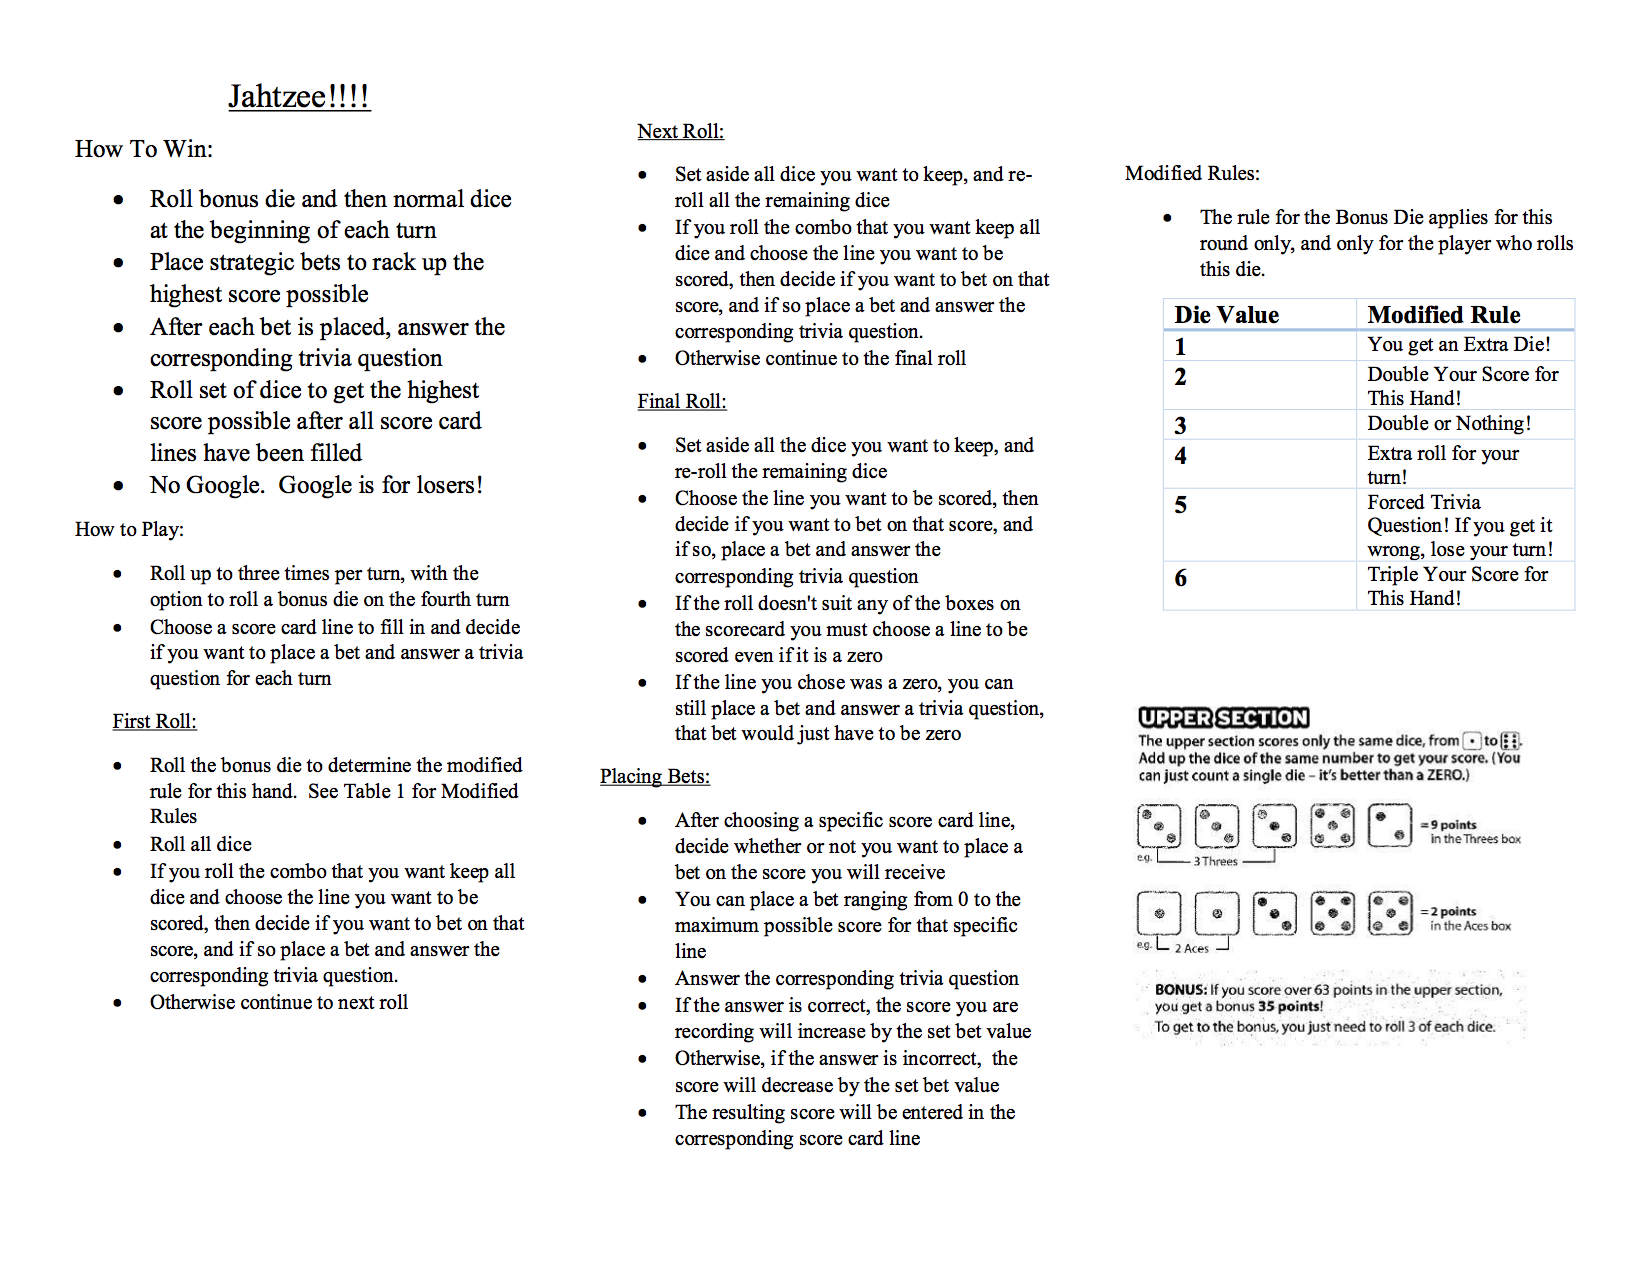 Jahtzee!!!!
How To Win:
• Roll bonus die and then normal dice
at the beginning of each turn
• Place strategic bets to rack up the
highest score possible
• After each bet is placed, answer the
corresponding trivia question
• Roll set of dice to get the highest
score possible after all score card
lines have been filled
• No Google.  Google is for losers!
How to Play:
• Roll up to three times per turn, with the
option to roll a bonus die on the fourth turn
• Choose a score card line to fill in and decide
if you want to place a bet and answer a trivia
question for each turn
First Roll:
• Roll the bonus die to determine the modified
rule for this hand.  See Table 1 for Modified
Rules
• Roll all dice
• If you roll the combo that you want keep all
dice and choose the line you want to be
scored, then decide if you want to bet on that
score, and if so place a bet and answer the
corresponding trivia question.
• Otherwise continue to next roll
Next Roll:
• Set aside all dice you want to keep, and re-
roll all the remaining dice
• If you roll the combo that you want keep all
dice and choose the line you want to be
scored, then decide if you want to bet on that
score, and if so place a bet and answer the
corresponding trivia question.
• Otherwise continue to the final roll
Final Roll:
• Set aside all the dice you want to keep, and
re-roll the remaining dice
• Choose the line you want to be scored, then
decide if you want to bet on that score, and
if so, place a bet and answer the
corresponding trivia question
• If the roll doesn't suit any of the boxes on
the scorecard you must choose a line to be
scored even if it is a zero
• If the line you chose was a zero, you can
still place a bet and answer a trivia question,
that bet would just have to be zero
Placing Bets:
• After choosing a specific score card line,
decide whether or not you want to place a
bet on the score you will receive
• You can place a bet ranging from 0 to the
maximum possible score for that specific
line
• Answer the corresponding trivia question
• If the answer is correct, the score you are
recording will increase by the set bet value
• Otherwise, if the answer is incorrect,  the
score will decrease by the set bet value
• The resulting score will be entered in the
corresponding score card line
Modified Rules:
• The rule for the Bonus Die applies for this
round only, and only for the player who rolls
this die.
Die Value Modified Rule
1 You get an Extra Die!
2 Double Your Score for
This Hand!
3 Double or Nothing!
4 Extra roll for your
turn!
5 Forced Trivia
Question! If you get it
wrong, lose your turn!
6 Triple Your Score for
This Hand!
UPPER SECTION
The upper section scores only the same dice, from to .
Add up the dice of the same number to get your score. (You
can just count a single die – it's better than a ZERO.)
= 9 points
in the Threes box
e.g. 3 Threes
= 2 points
in the Aces box
e.g. 2 Aces
BONUS: If you score over 63 points in the upper section,
you get a bonus 35 points!
To get to the bonus, you just need to roll 3 of each dice.